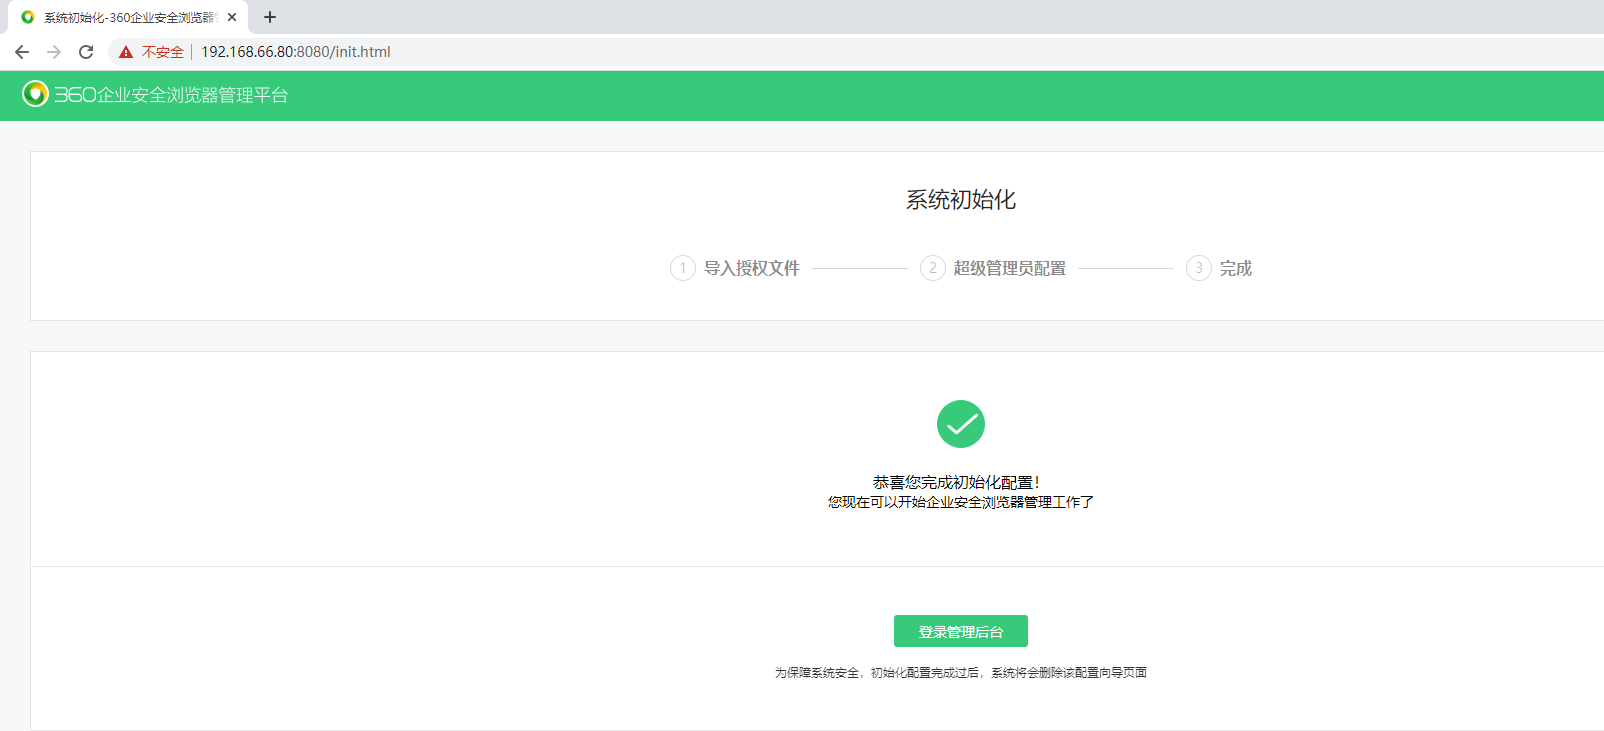 系统初始化-360企业安全浏览器
不安全 192.168.66.80:8080/init.html
360企业安全浏览器管理平台
系统初始化
1 导入授权文件 2 超级管理员配置 3 完成
恭喜您完成初始化配置！
您现在可以开始企业安全浏览器管理工作了
登录管理后台
为保障系统安全，初始化配置完成过后，系统将会删除该配置向导页面